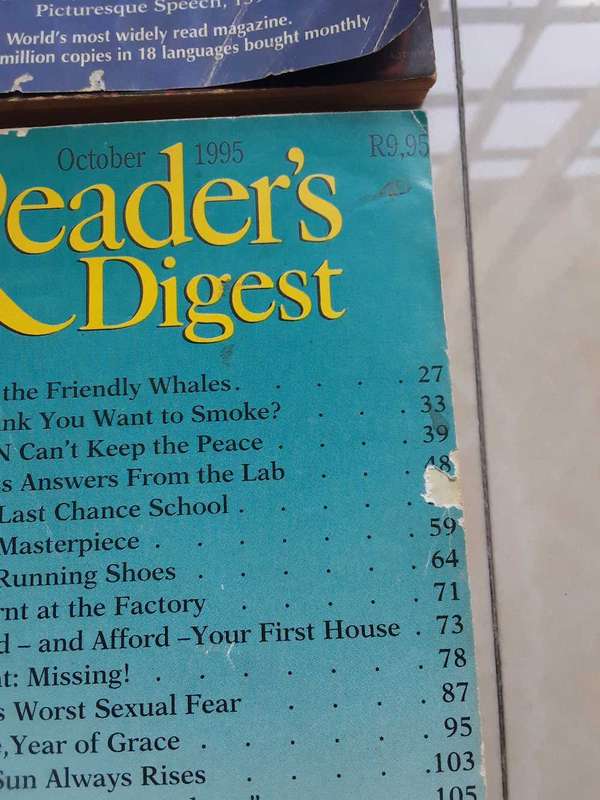 Picturesque Speech,
World's most widely read magazine.
million copies in 18 languages bought monthly
October 1995 R9,95
Reader's
Digest
the Friendly Whales . . . . . 27
You Want to Smoke? . . . 33
Can't Keep the Peace . . . . 39
Answers From the Lab . . . 48
Last Chance School . . . . .
Masterpiece . . . . . . . 59
Running Shoes . . . . . . 64
at the Factory . . . . . 71
– and Afford –Your First House . 73
Missing! . . . . . . . 78
Worst Sexual Fear . . . . 87
Year of Grace . . . . . . 95
Sun Always Rises . . . . .103
105